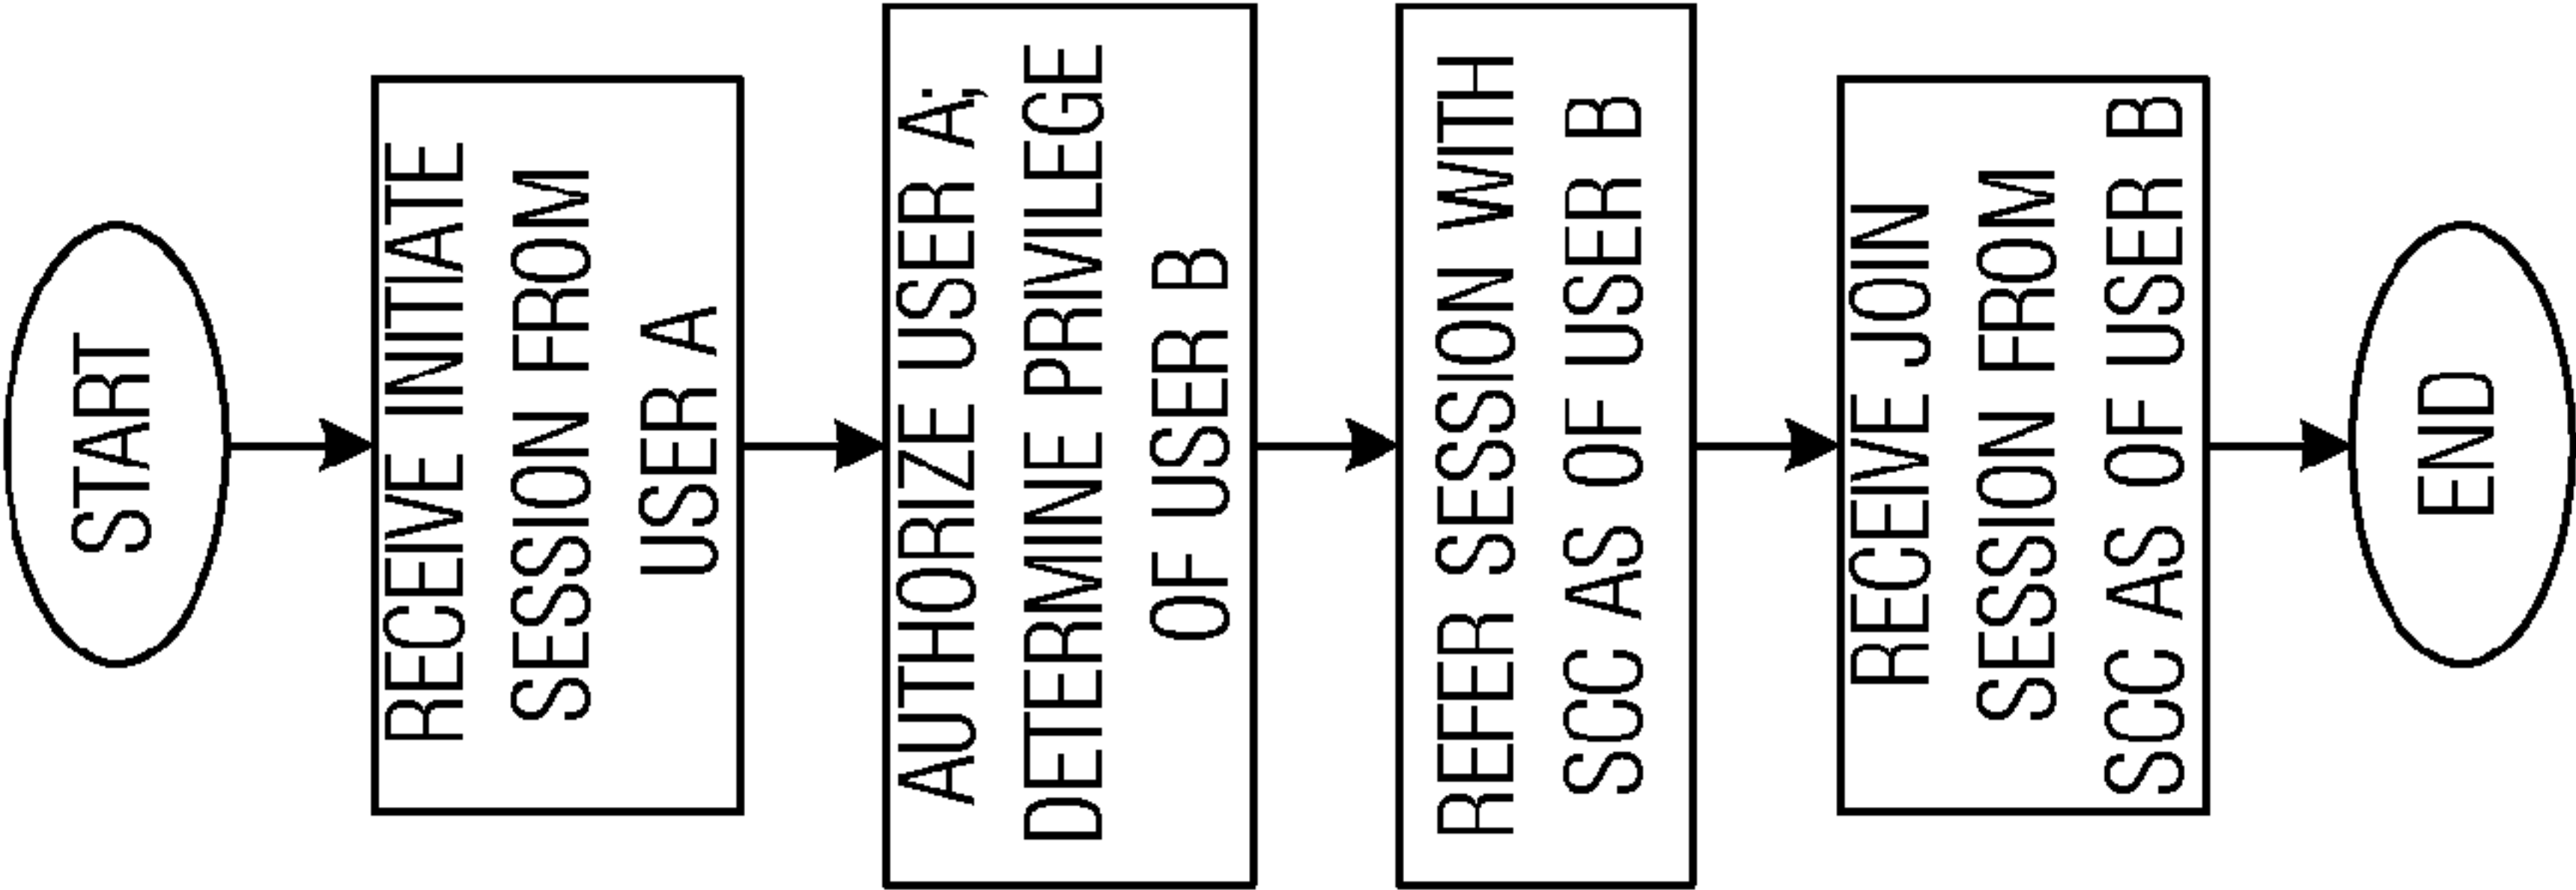 START
RECEIVE INITIATE
SESSION FROM
USER A
AUTHORIZE USER A;
DETERMINE PRIVILEGE
OF USER B
REFER SESSION WITH
SCC AS OF USER B
RECEIVE JOIN
SESSION FROM
SCC AS OF USER B
END